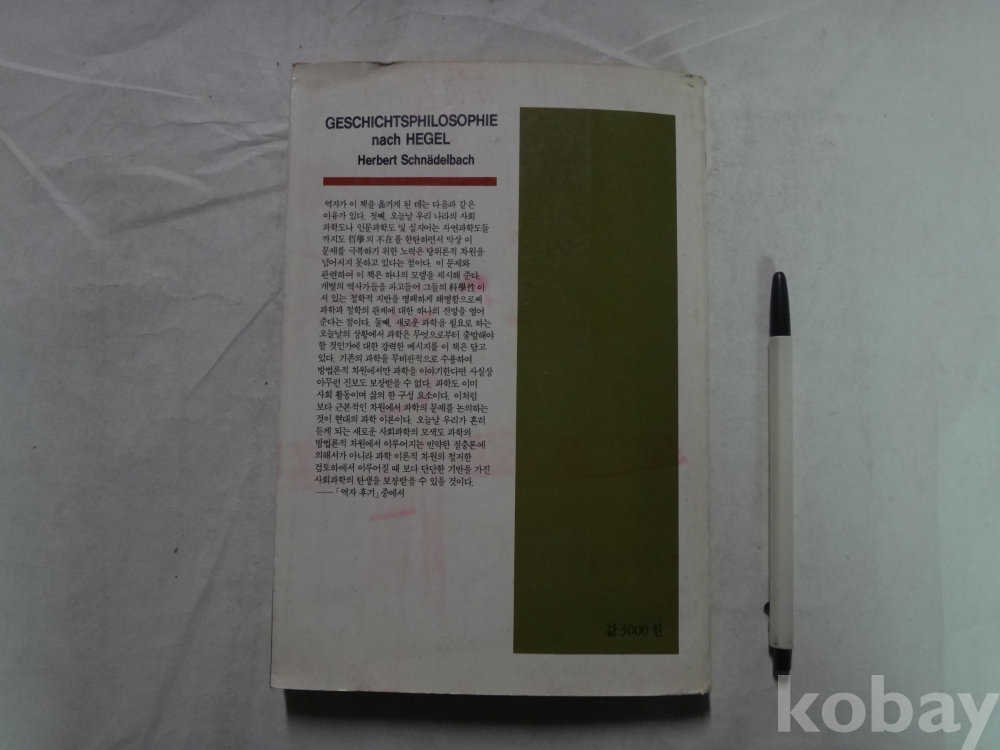 GESCHICHTSPHILOSOPHIE
nach HEGEL
Herbert Schnädelbach
역자가 이 책을 옮기게 된 데는 다음과 같은
이유가 있다. 첫째, 오늘날 우리 나라의 사회
과학도나 인문과학도 및 심지어는 자연과학도들
까지도 哲學의 不在를 한탄하면서 막상 이
문제를 극복하기 위한 노력은 당위론적 차원을
넘어서지 못하고 있다는 점이다. 이 문제와
관련하여 이 책은 하나의 모델을 제시해 준다.
개별의 역사가들을 파고들어 그들의 科學性이
서 있는 철학적 지반을 명쾌하게 해명함으로써
과학과 철학의 관계에 대한 하나의 전망을 열어
준다는 점이다. 둘째, 새로운 과학을 필요로 하는
오늘날의 상황에서 과학은 무엇으로부터 출발해야
할 것인가에 대한 강력한 메시지를 이 책은 담고
있다. 기존의 과학을 무비판적으로 수용하여
방법론적 차원에서만 과학을 이야기한다면 사실상
아무런 진보도 보장받을 수 없다. 과학도 이미
사회 활동이며 삶의 한 구성 요소이다. 이처럼
보다 근본적인 차원에서 과학의 문제를 논의하는
것이 현대의 과학 이론이다. 오늘날 우리가 흔히
듣게 되는 새로운 사회과학의 모색도 과학의
방법론적 차원에서 이루어지는 빈약한 절충론에
의해서가 아니라 과학 이론적 차원의 철저한
검토하에서 이루어질 때 보다 단단한 기반을 가진
사회과학의 탄생을 보장받을 수 있을 것이다.
——「역자 후기」중에서
값 5000 원
kobay